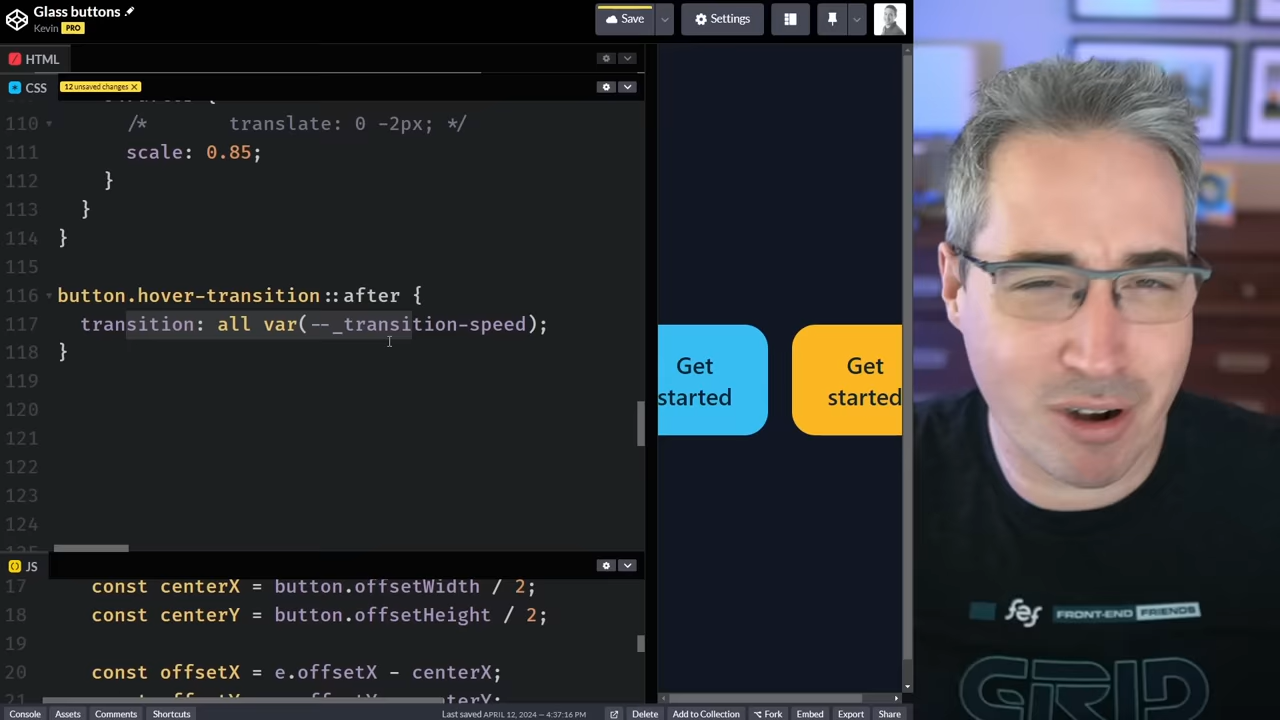 Glass buttons
Kevin PRO
Save
Settings
HTML
CSS
12 unsaved changes X
110 /* translate: 0 -2px; */
111 scale: 0.85;
112 }
113 }
114 }
115
116 button.hover-transition::after {
117 transition: all var(--_transition-speed);
118 }
119
120
121
122
123
124
Get
started
Get
started
JS
17 const centerX = button.offsetWidth / 2;
18 const centerY = button.offsetHeight / 2;
19
20 const offsetX = e.offsetX - centerX;
fef FRONT-END FRIENDS
GRID
Console Assets Comments Shortcuts
Last saved APRIL 12, 2024 — 4:37:16 PM
Delete Add to Collection Fork Embed Export Share